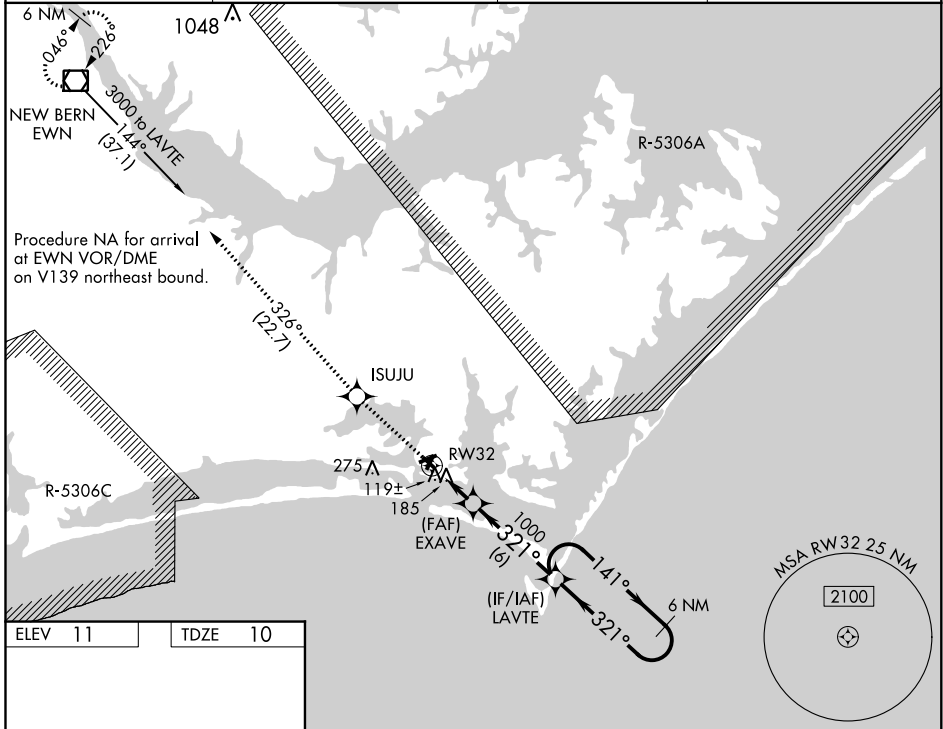 6 NM
1048
046°
226°
NEW BERN
EWN
3000 to LAVTE
144°
(37.1)
R-5306A
Procedure NA for arrival
at EWN VOR/DME
on V139 northeast bound.
326°
(22.7)
ISUJU
RW32
275
119±
185
R-5306C
(FAF)
EXAVE
1000
321°
(6)
(IF/IAF)
LAVTE
141°
321°
6 NM
MSA RW32 25 NM
2100
ELEV 11
TDZE 10